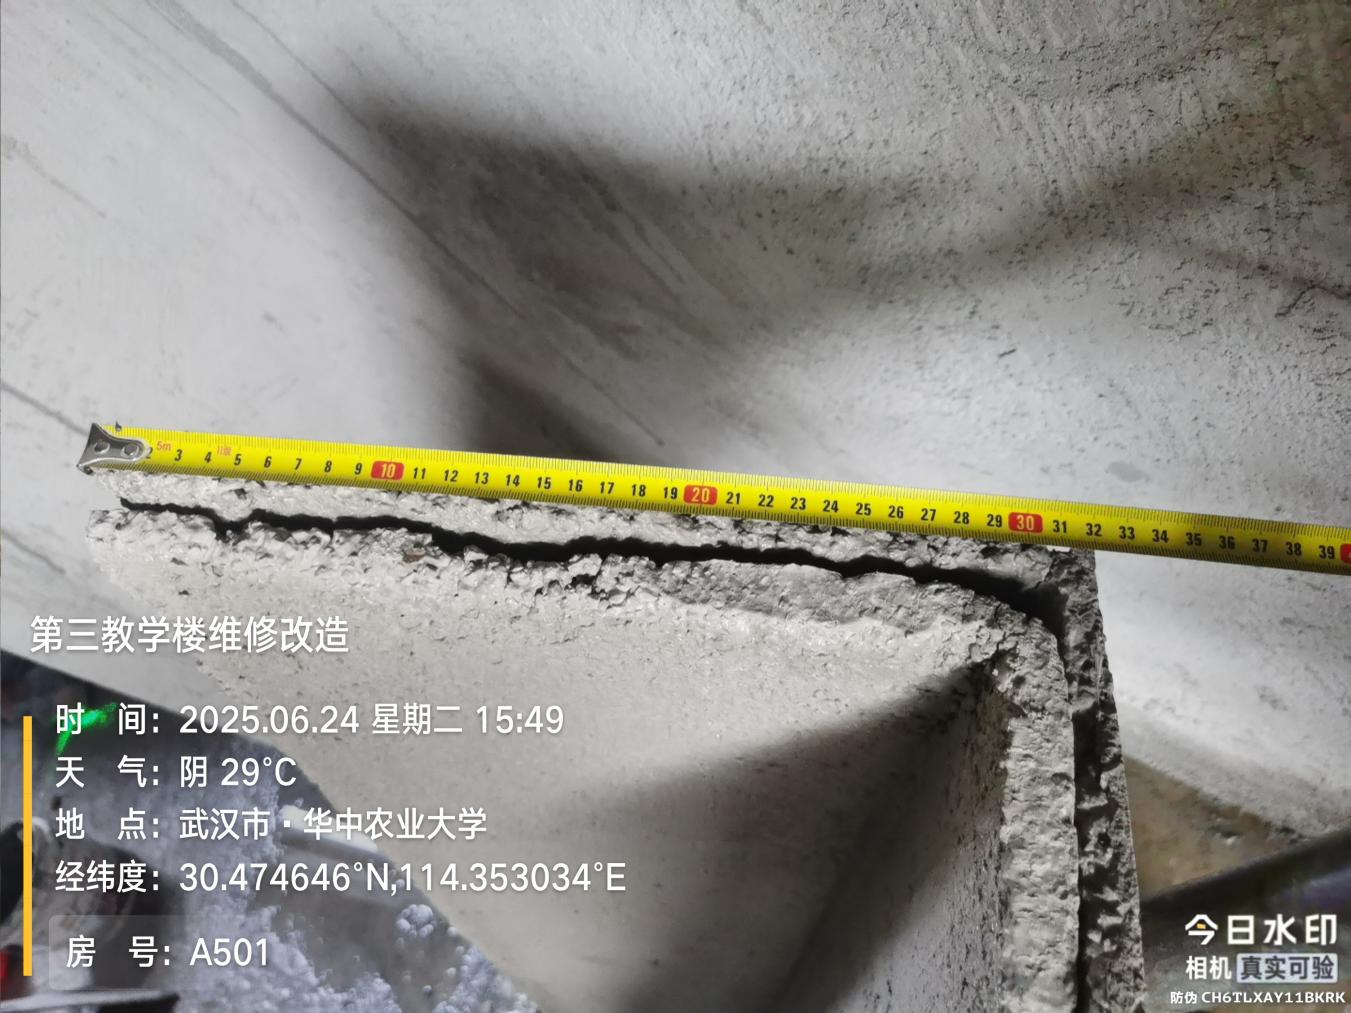 5m II级
3 4 5 6 7 8 9 10 11 12 13 14 15 16 17 18 19 20 21 22 23 24 25 26 27 28 29 30 31 32 33 34 35 36 37 38 39
第三教学楼维修改造
时 间：2025.06.24 星期二 15:49
天 气：阴 29°C
地 点：武汉市·华中农业大学
经纬度：30.474646°N,114.353034°E
房 号：A501
今日水印
相机 真实可验
防伪 CH6TLXAY11BKRK